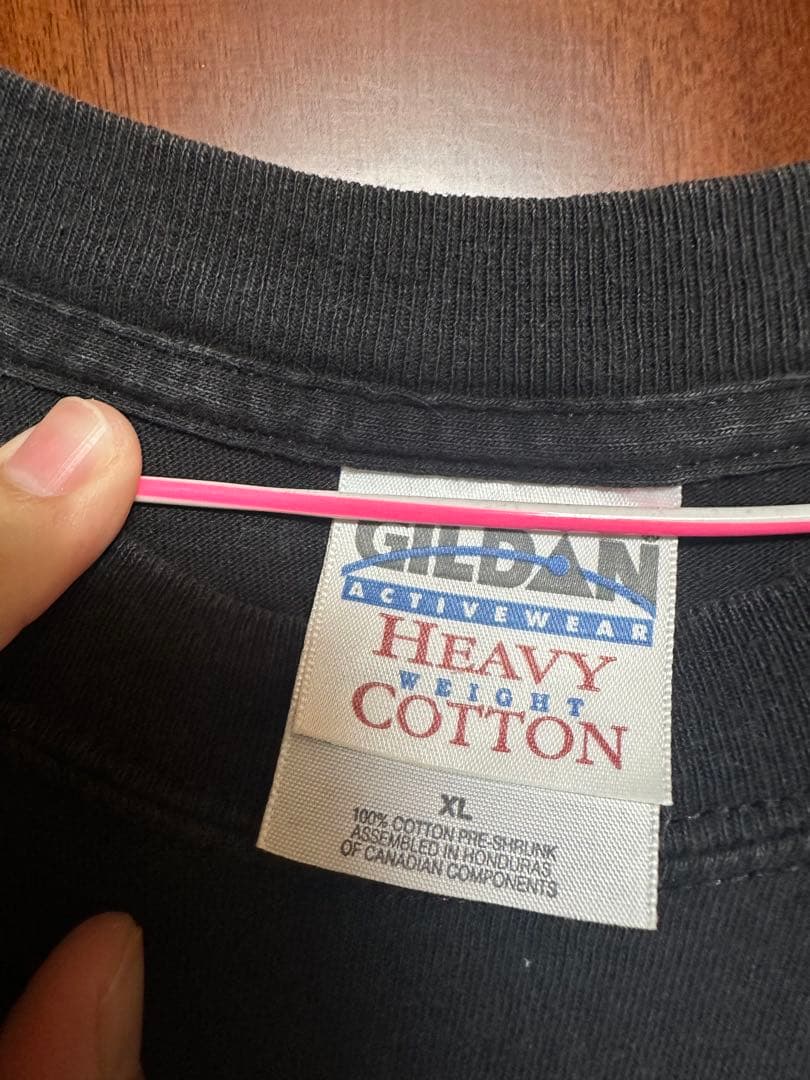 GILDAN
ACTIVEWEAR
HEAVY
WEIGHT
COTTON
XL
100% COTTON PRE-SHRUNK
ASSEMBLED IN HONDURAS
OF CANADIAN COMPONENTS